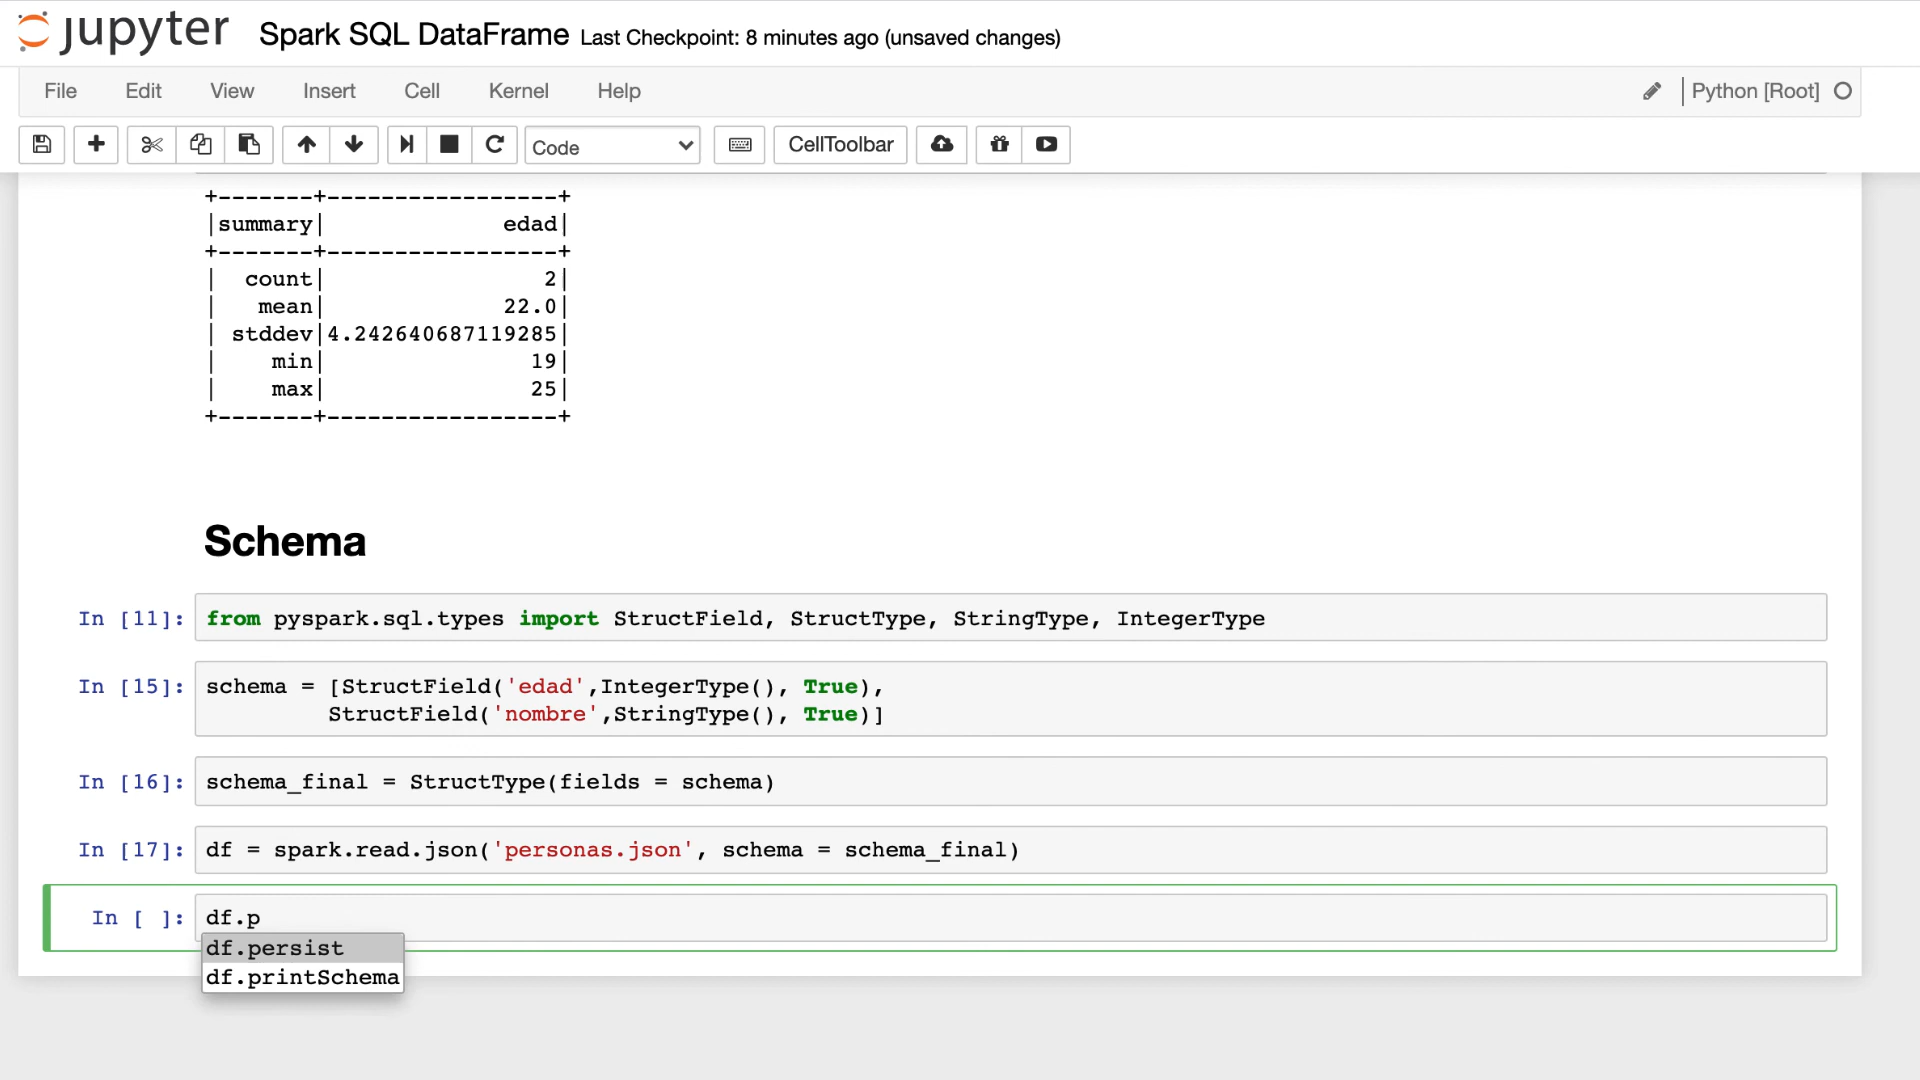 jupyter Spark SQL DataFrame Last Checkpoint: 8 minutes ago (unsaved changes)
File Edit View Insert Cell Kernel Help Python [Root]
Code CellToolbar
+-------+-----------------+
|summary|             edad|
+-------+-----------------+
|  count|                2|
|   mean|             22.0|
| stddev|4.242640687119285|
|    min|               19|
|    max|               25|
+-------+-----------------+
Schema
In [11]: from pyspark.sql.types import StructField, StructType, StringType, IntegerType
In [15]: schema = [StructField('edad',IntegerType(), True),
StructField('nombre',StringType(), True)]
In [16]: schema_final = StructType(fields = schema)
In [17]: df = spark.read.json('personas.json', schema = schema_final)
In [ ]: df.p
df.persist
df.printSchema